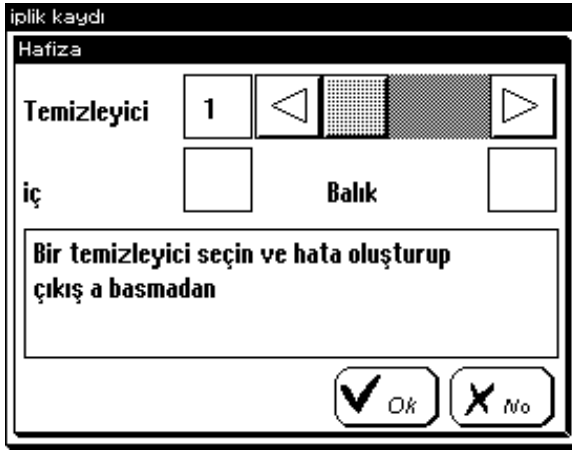 iplik kaydı
Hafiza
Temizleyici 1
iç Balık
Bir temizleyici seçin ve hata oluşturup
çıkış a basmadan
Ok No